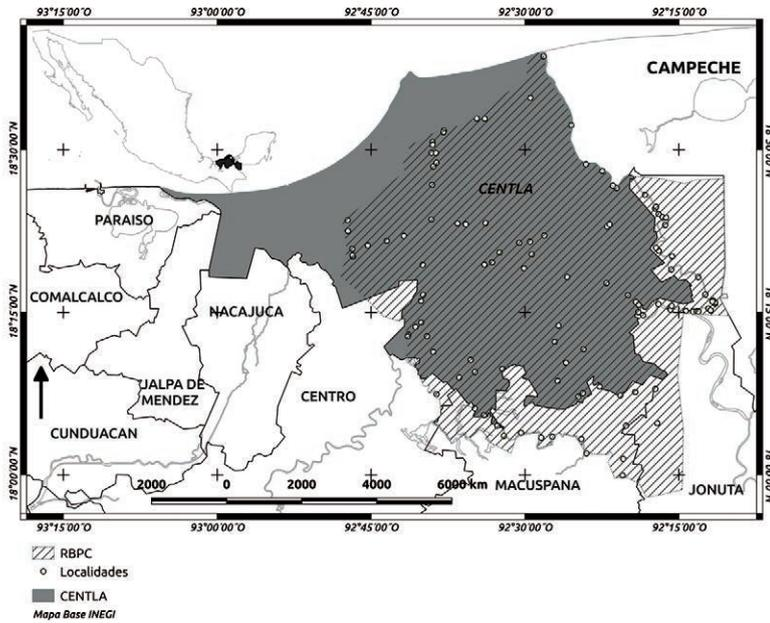 93°15'00"O 93°00'00"O 92°45'00"O 92°30'00"O 92°15'00"O
CAMPECHE
18°30'00"N
18°30'00"N
CENTLA
PARAISO
COMALCALCO
NACAJUCA
18°15'00"N
18°15'00"N
JALPA DE
MENDEZ
CENTRO
CUNDUACAN
MACUSPANA
JONUTA
18°00'00"N
18°00'00"N
2000 0 2000 4000 6000 km
93°15'00"O 93°00'00"O 92°45'00"O 92°30'00"O 92°15'00"O
RBPC
Localidades
CENTLA
Mapa Base INEGI